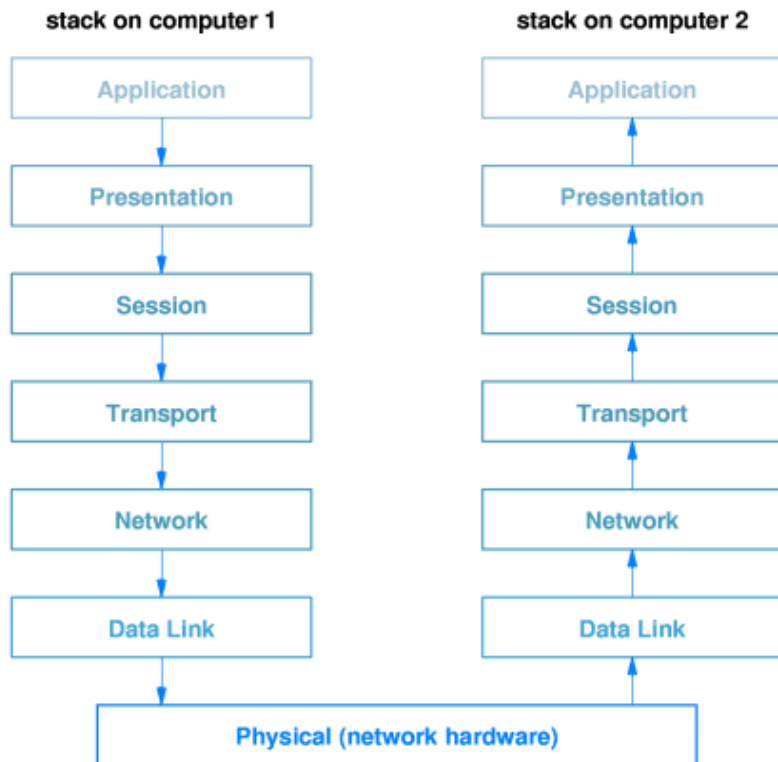 stack on computer 1
stack on computer 2
Application
Application
Presentation
Presentation
Session
Session
Transport
Transport
Network
Network
Data Link
Data Link
Physical (network hardware)